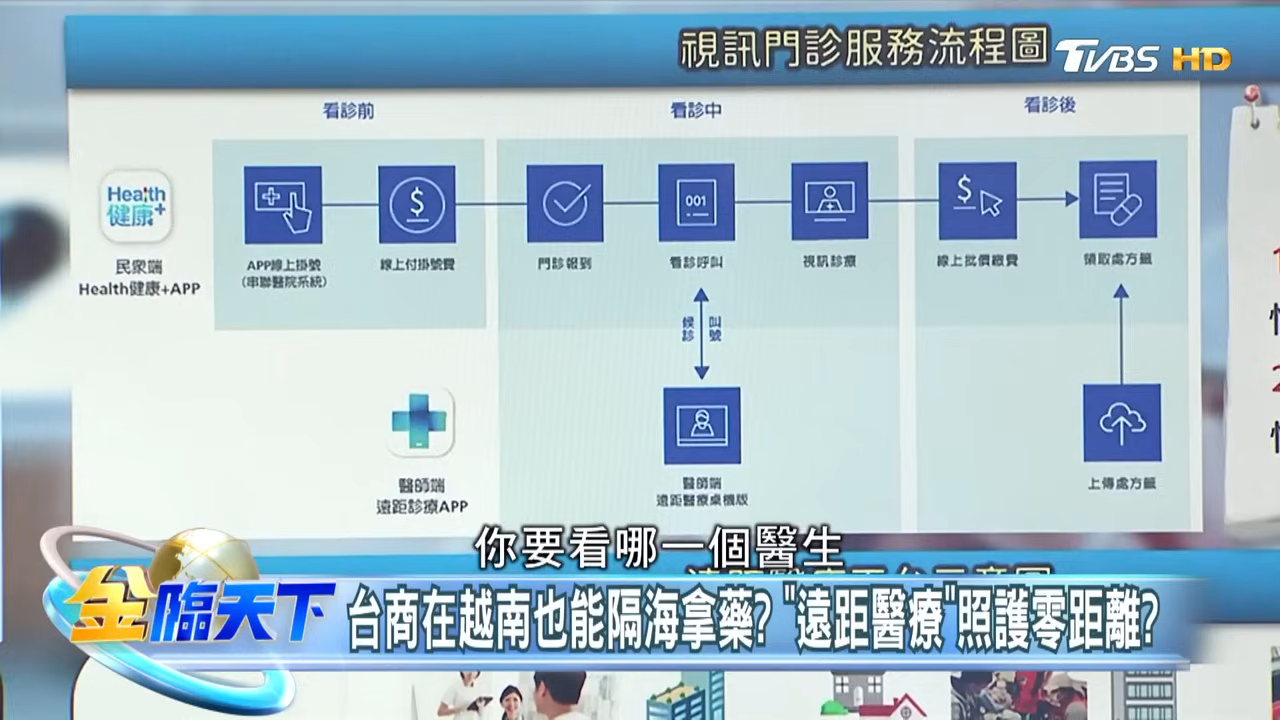 視訊門診服務流程圖
TVBS HD
看診前
看診中
看診後
Health
健康+
001
民眾端
Health健康+APP
APP線上掛號
(串聯醫院系統)
線上付掛號費
門診報到
看診呼叫
視訊診療
線上批價繳費
領取處方籤
候診
叫號
醫師端
遠距診療APP
醫師端
遠距醫療桌機版
上傳處方籤
你要看哪一個醫生
金臨天下
台商在越南也能隔海拿藥? "遠距醫療"照護零距離?